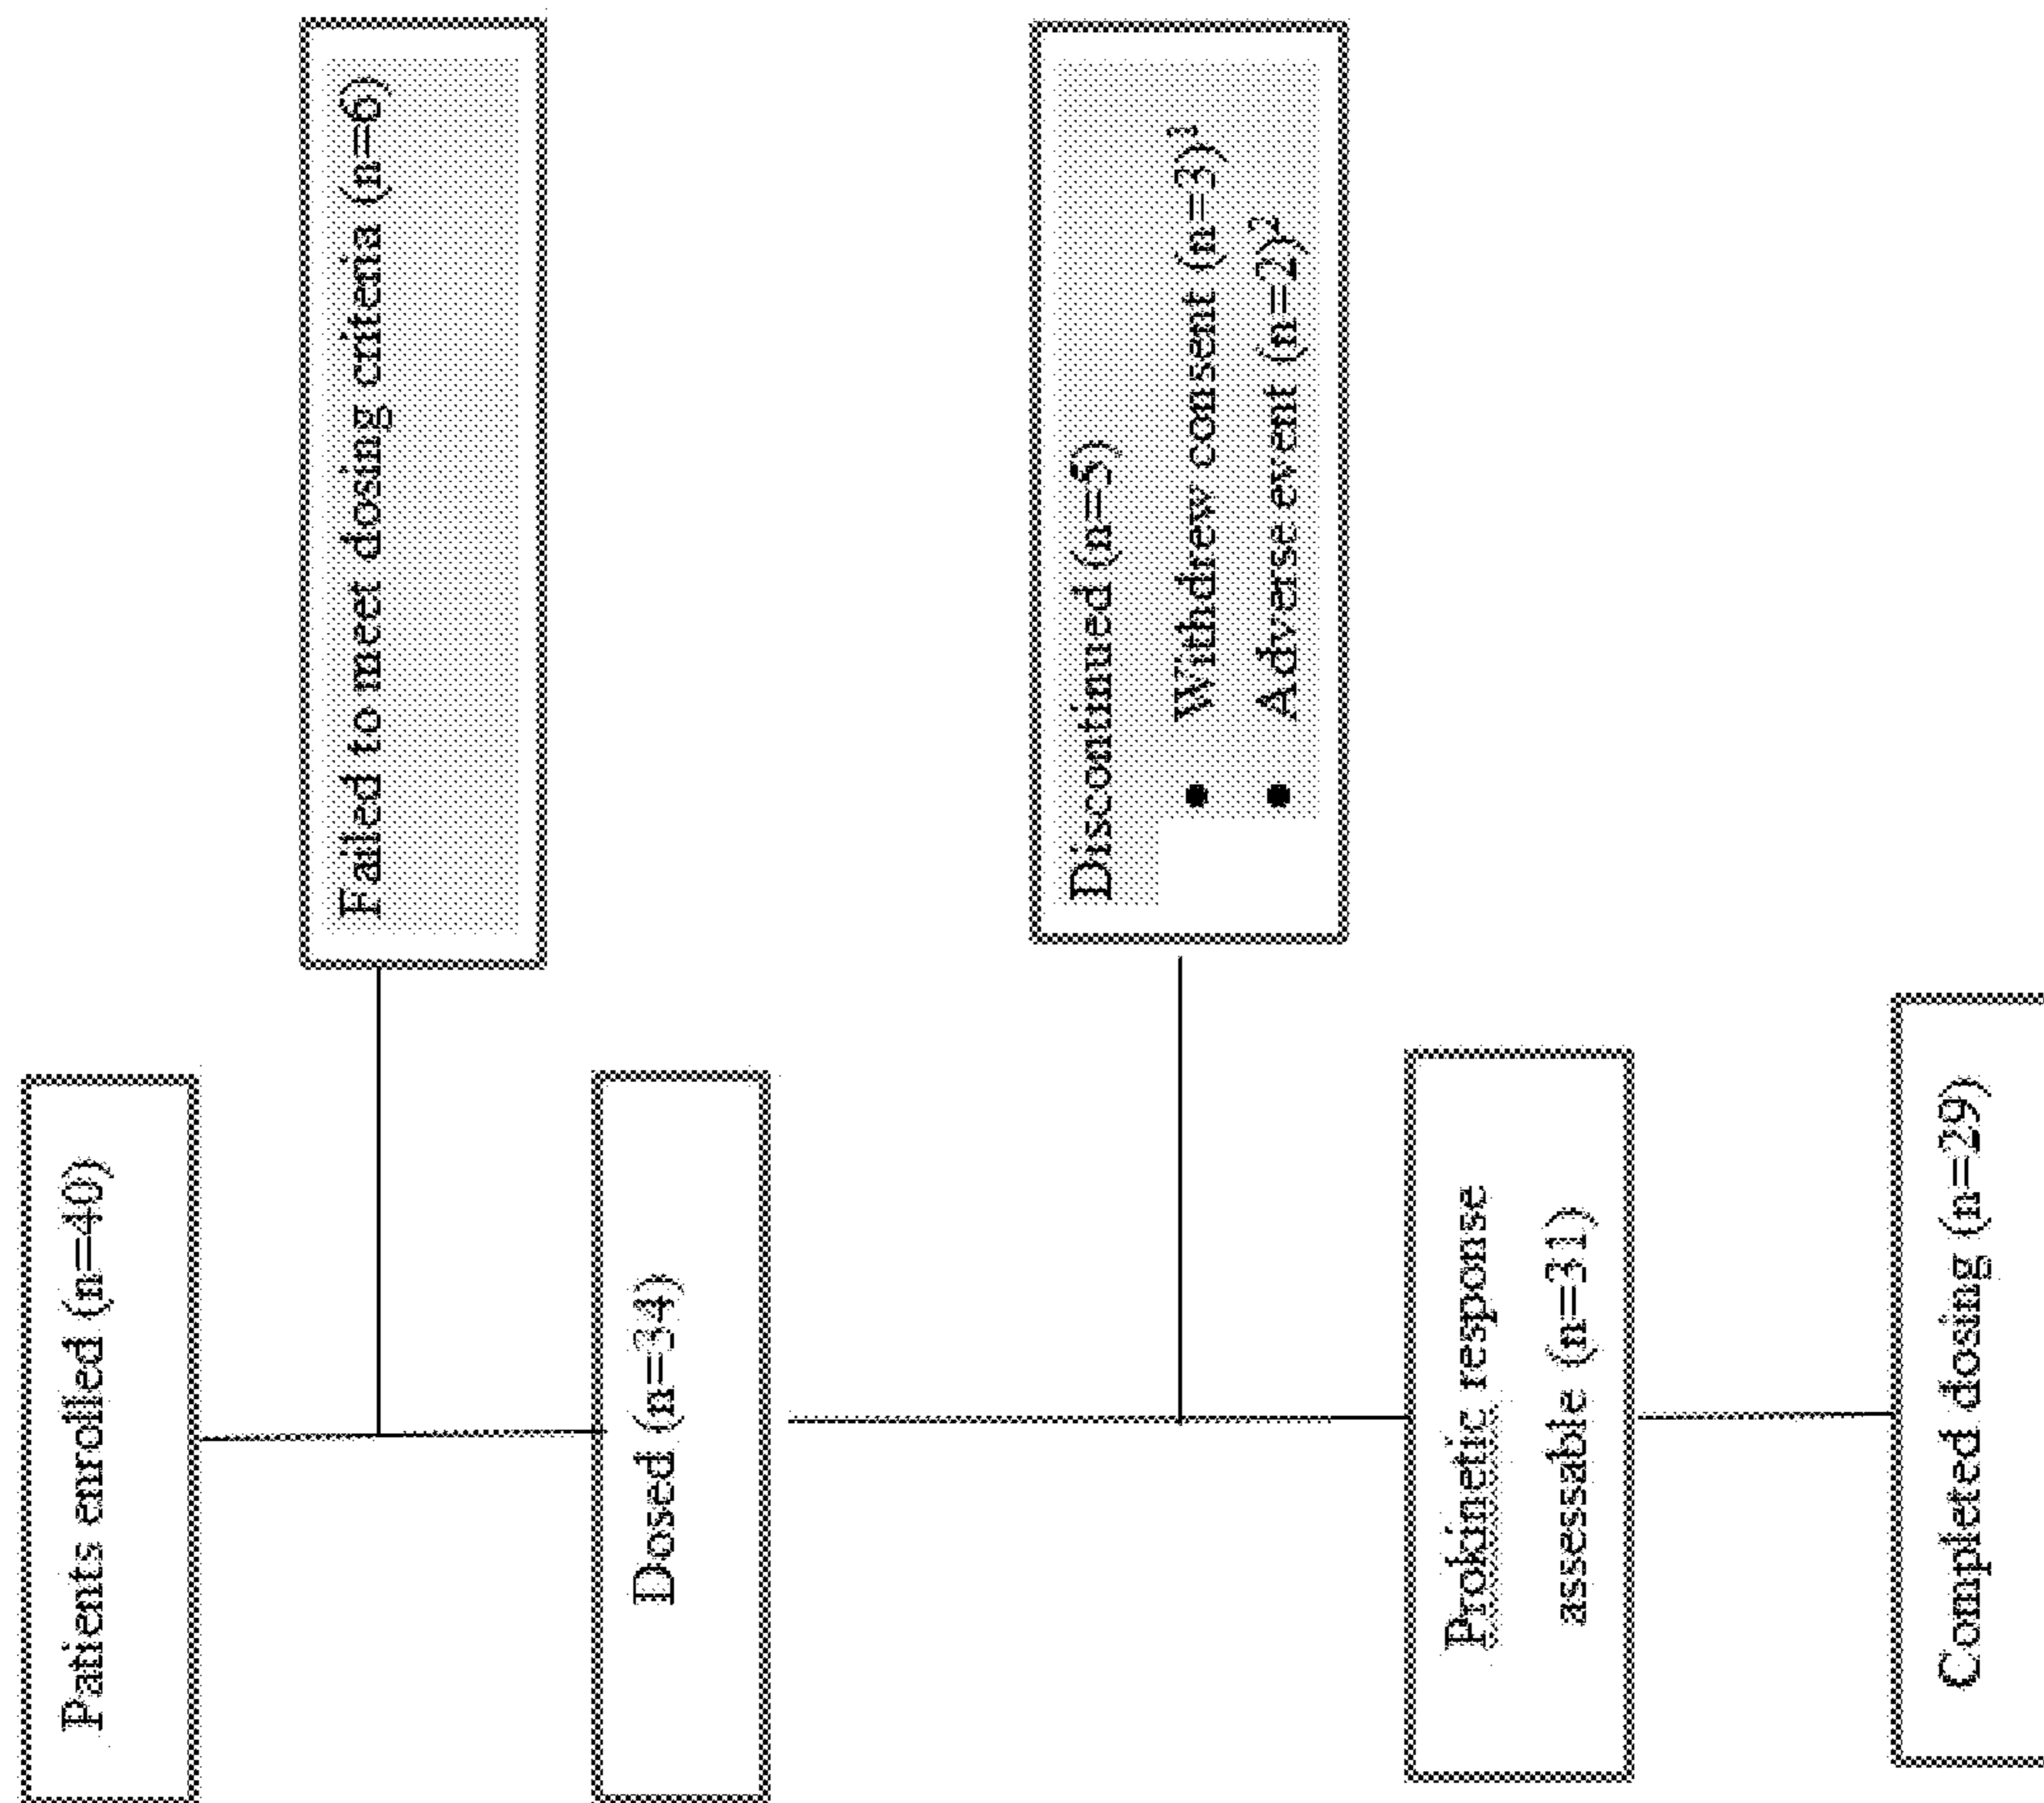 Patients enrolled (n=40)
Failed to meet dosing criteria (n=6)
Dosed (n=34)
Discontinued (n=5)
• Withdrew consent (n=3)¹
• Adverse event (n=2)²
Prokinetic response
assessable (n=31)
Completed dosing (n=29)